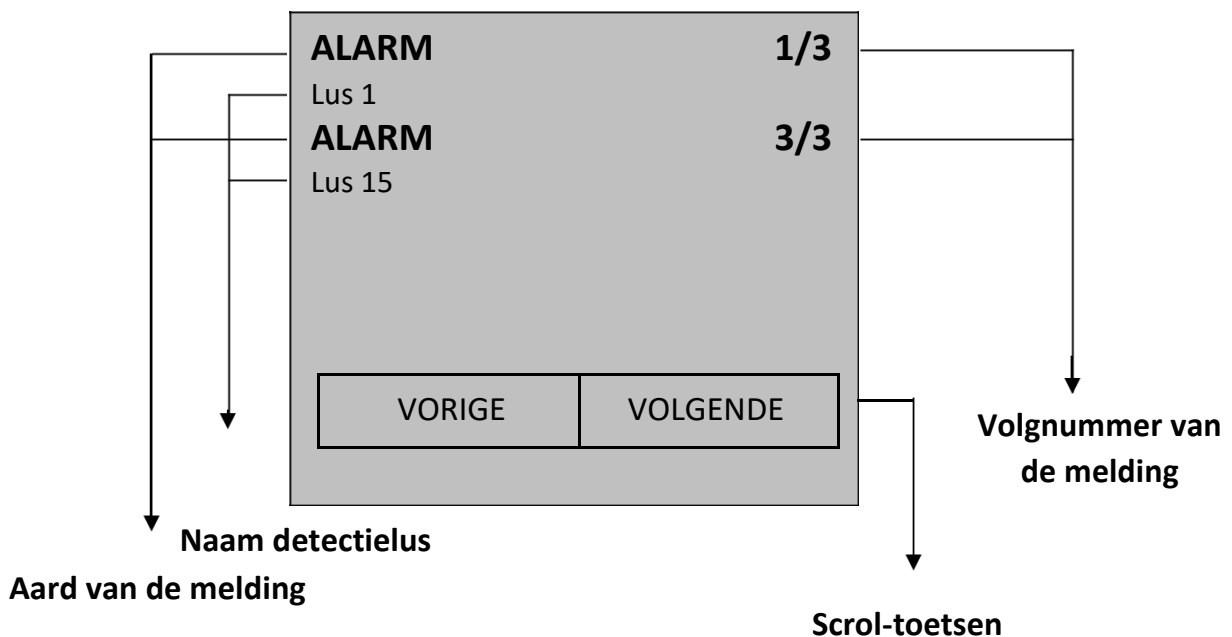 ALARM 1/3
Lus 1
ALARM 3/3
Lus 15
VORIGE VOLGENDE
Volgnummer van
de melding
Naam detectielus
Aard van de melding
Scrol-toetsen